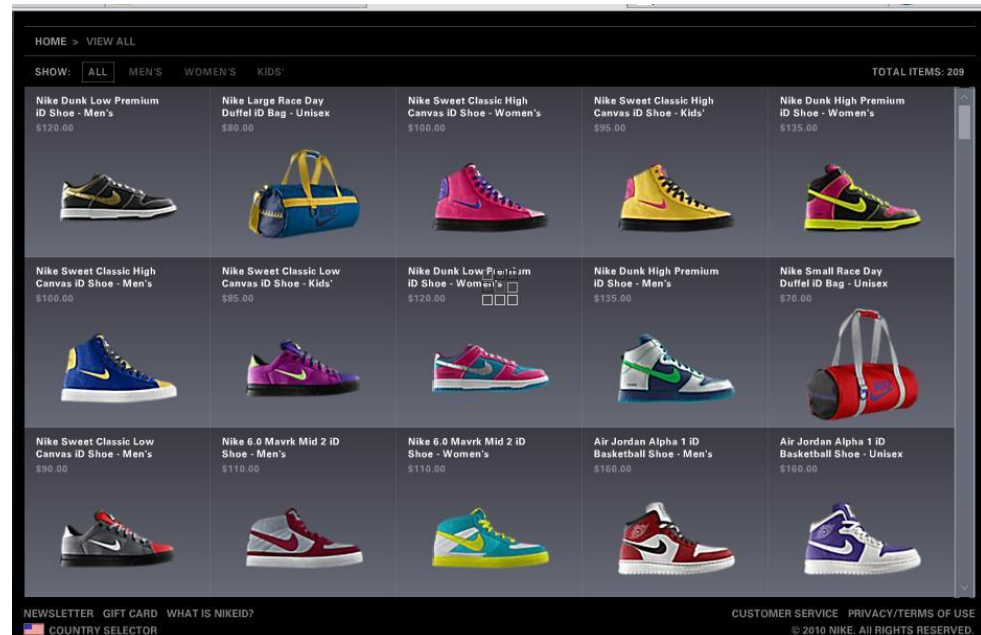 HOME > VIEW ALL
SHOW: ALL MEN'S WOMEN'S KIDS' TOTAL ITEMS: 209
Nike Dunk Low Premium
iD Shoe - Men's
$120.00
Nike Large Race Day
Duffel iD Bag - Unisex
$80.00
Nike Sweet Classic High
Canvas iD Shoe - Women's
$100.00
Nike Sweet Classic High
Canvas iD Shoe - Kids'
$95.00
Nike Dunk High Premium
iD Shoe - Women's
$135.00
Nike Sweet Classic High
Canvas iD Shoe - Men's
$100.00
Nike Sweet Classic Low
Canvas iD Shoe - Kids'
$85.00
Nike Dunk Low Premium
iD Shoe - Women's
$120.00
Nike Dunk High Premium
iD Shoe - Men's
$135.00
Nike Small Race Day
Duffel iD Bag - Unisex
$70.00
Nike Sweet Classic Low
Canvas iD Shoe - Men's
$90.00
Nike 6.0 Mavrk Mid 2 iD
Shoe - Men's
$110.00
Nike 6.0 Mavrk Mid 2 iD
Shoe - Women's
$110.00
Air Jordan Alpha 1 iD
Basketball Shoe - Men's
$160.00
Air Jordan Alpha 1 iD
Basketball Shoe - Unisex
$160.00
NEWSLETTER GIFT CARD WHAT IS NIKEID? CUSTOMER SERVICE PRIVACY/TERMS OF USE
COUNTRY SELECTOR © 2010 NIKE. All RIGHTS RESERVED.